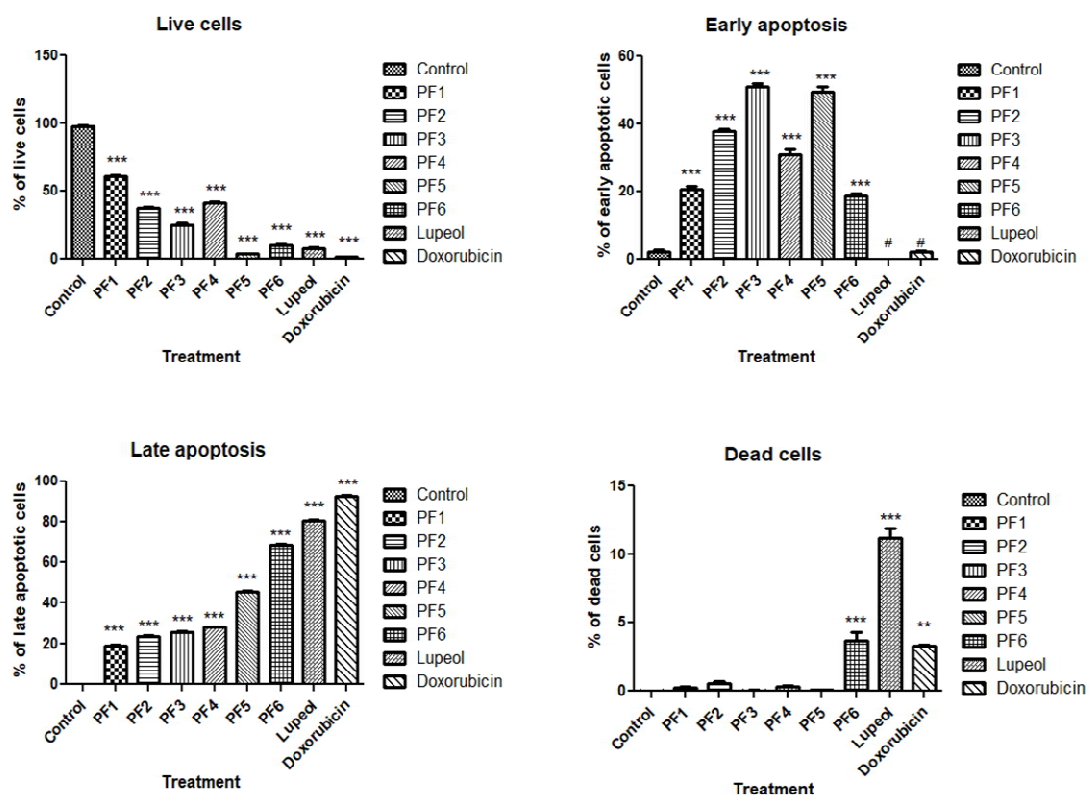 Live cells
% of live cells
150
100
50
0
***
***
***
***
***
***
***
***
Control
PF1
PF2
PF3
PF4
PF5
PF6
Lupeol
Doxorubicin
Treatment
Control
PF1
PF2
PF3
PF4
PF5
PF6
Lupeol
Doxorubicin
Early apoptosis
% of early apoptotic cells
60
40
20
0
***
***
***
***
***
***
#
#
Control
PF1
PF2
PF3
PF4
PF5
PF6
Lupeol
Doxorubicin
Treatment
Control
PF1
PF2
PF3
PF4
PF5
PF6
Lupeol
Doxorubicin
Late apoptosis
% of late apoptotic cells
100
80
60
40
20
0
***
***
***
***
***
***
***
***
Control
PF1
PF2
PF3
PF4
PF5
PF6
Lupeol
Doxorubicin
Treatment
Control
PF1
PF2
PF3
PF4
PF5
PF6
Lupeol
Doxorubicin
Dead cells
% of dead cells
15
10
5
0
***
***
**
Control
PF1
PF2
PF3
PF4
PF5
PF6
Lupeol
Doxorubicin
Treatment
Control
PF1
PF2
PF3
PF4
PF5
PF6
Lupeol
Doxorubicin